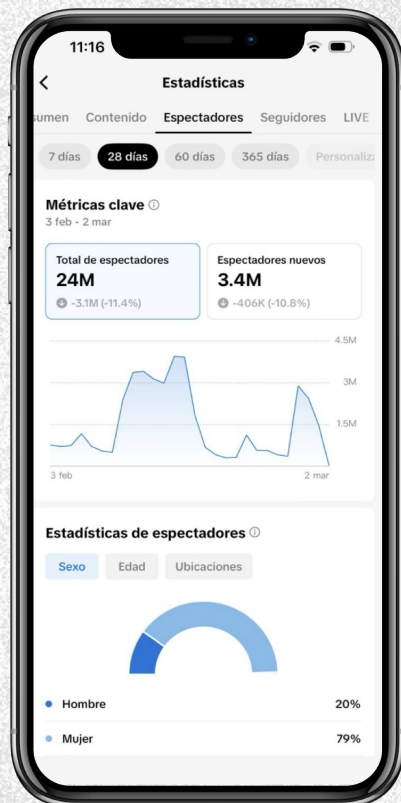 11:16
Estadísticas
sumen Contenido Espectadores Seguidores LIVE
7 días 28 días 60 días 365 días Personaliza
Métricas clave
3 feb - 2 mar
Total de espectadores
24M
-3.1M (-11.4%)
Espectadores nuevos
3.4M
-406K (-10.8%)
4.5M
3M
1.5M
3 feb 2 mar
Estadísticas de espectadores
Sexo Edad Ubicaciones
Hombre 20%
Mujer 79%